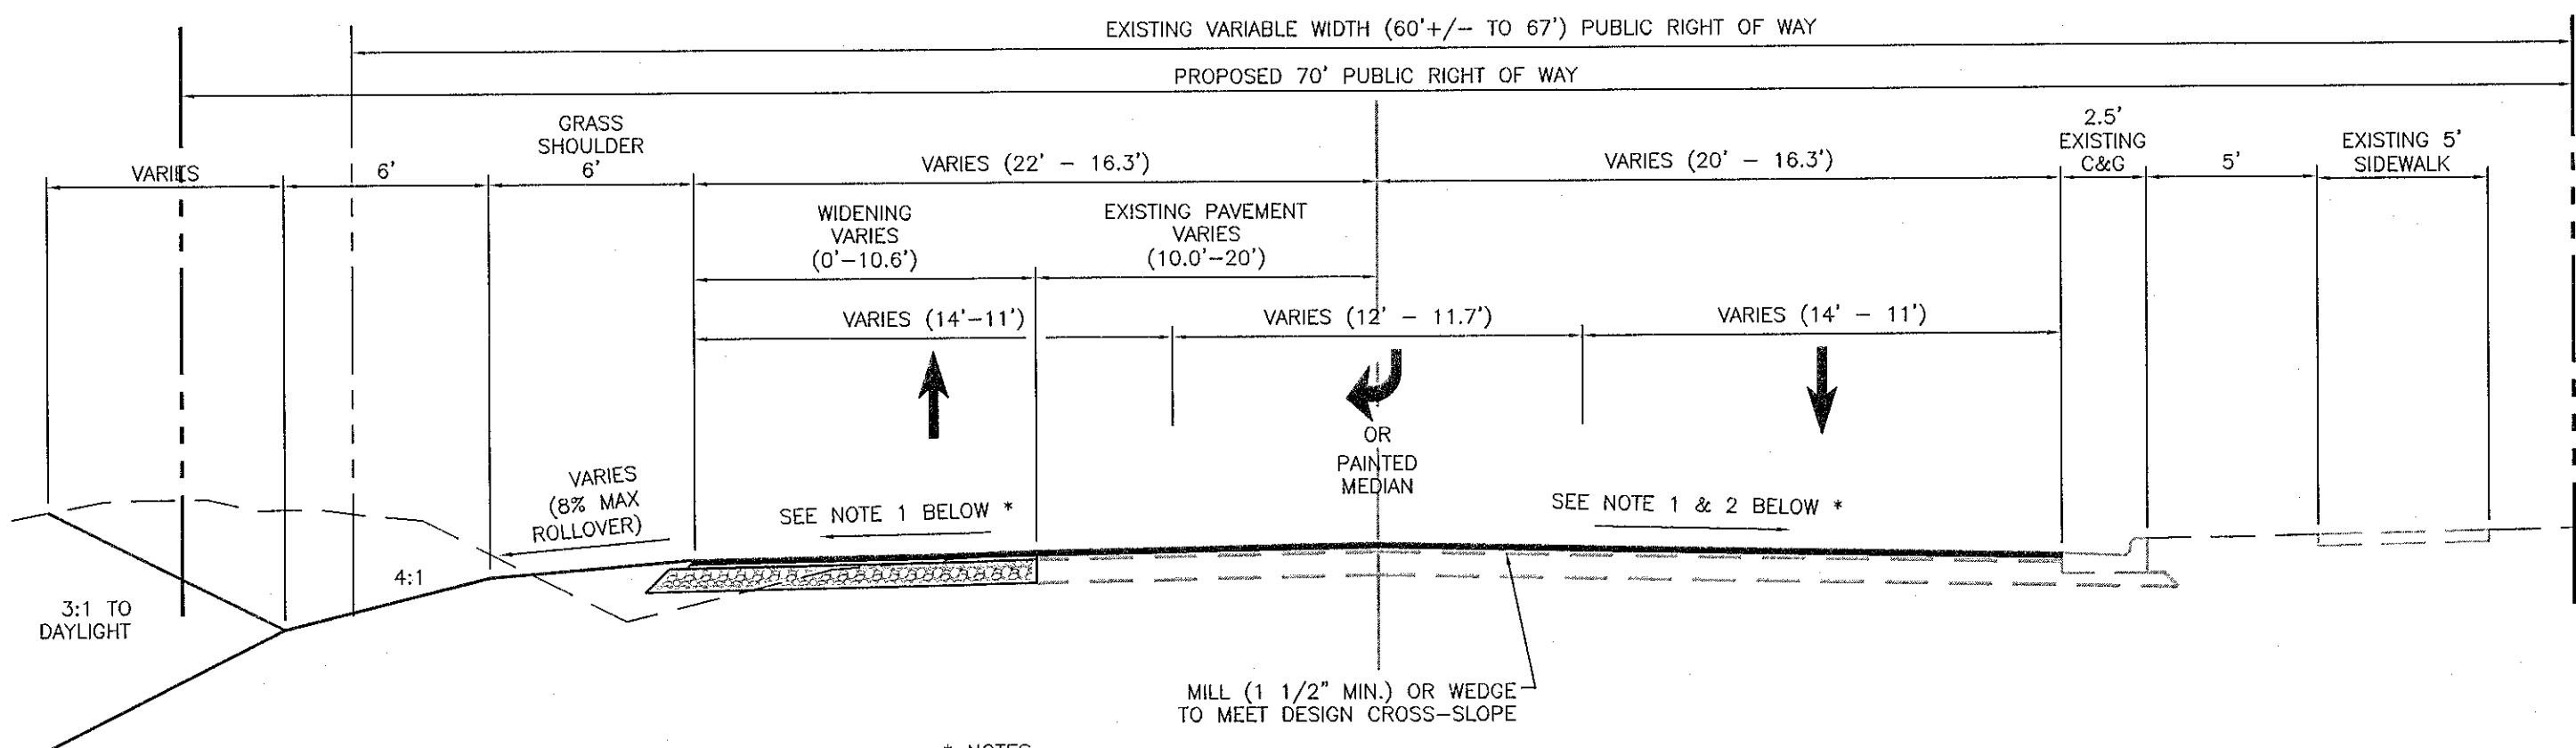 EXISTING VARIABLE WIDTH (60'+/- TO 67') PUBLIC RIGHT OF WAY
PROPOSED 70' PUBLIC RIGHT OF WAY
VARIES
6'
GRASS
SHOULDER
6'
VARIES (22' - 16.3')
VARIES (20' - 16.3')
2.5'
EXISTING
C&G
5'
EXISTING 5'
SIDEWALK
WIDENING
VARIES
(0'-10.6')
EXISTING PAVEMENT
VARIES
(10.0'-20')
VARIES (14'-11')
VARIES (12' - 11.7')
VARIES (14' - 11')
OR
PAINTED
MEDIAN
VARIES
(8% MAX
ROLLOVER)
SEE NOTE 1 BELOW *
SEE NOTE 1 & 2 BELOW *
4:1
3:1 TO
DAYLIGHT
MILL (1 1/2" MIN.) OR WEDGE
TO MEET DESIGN CROSS-SLOPE
* NOTES